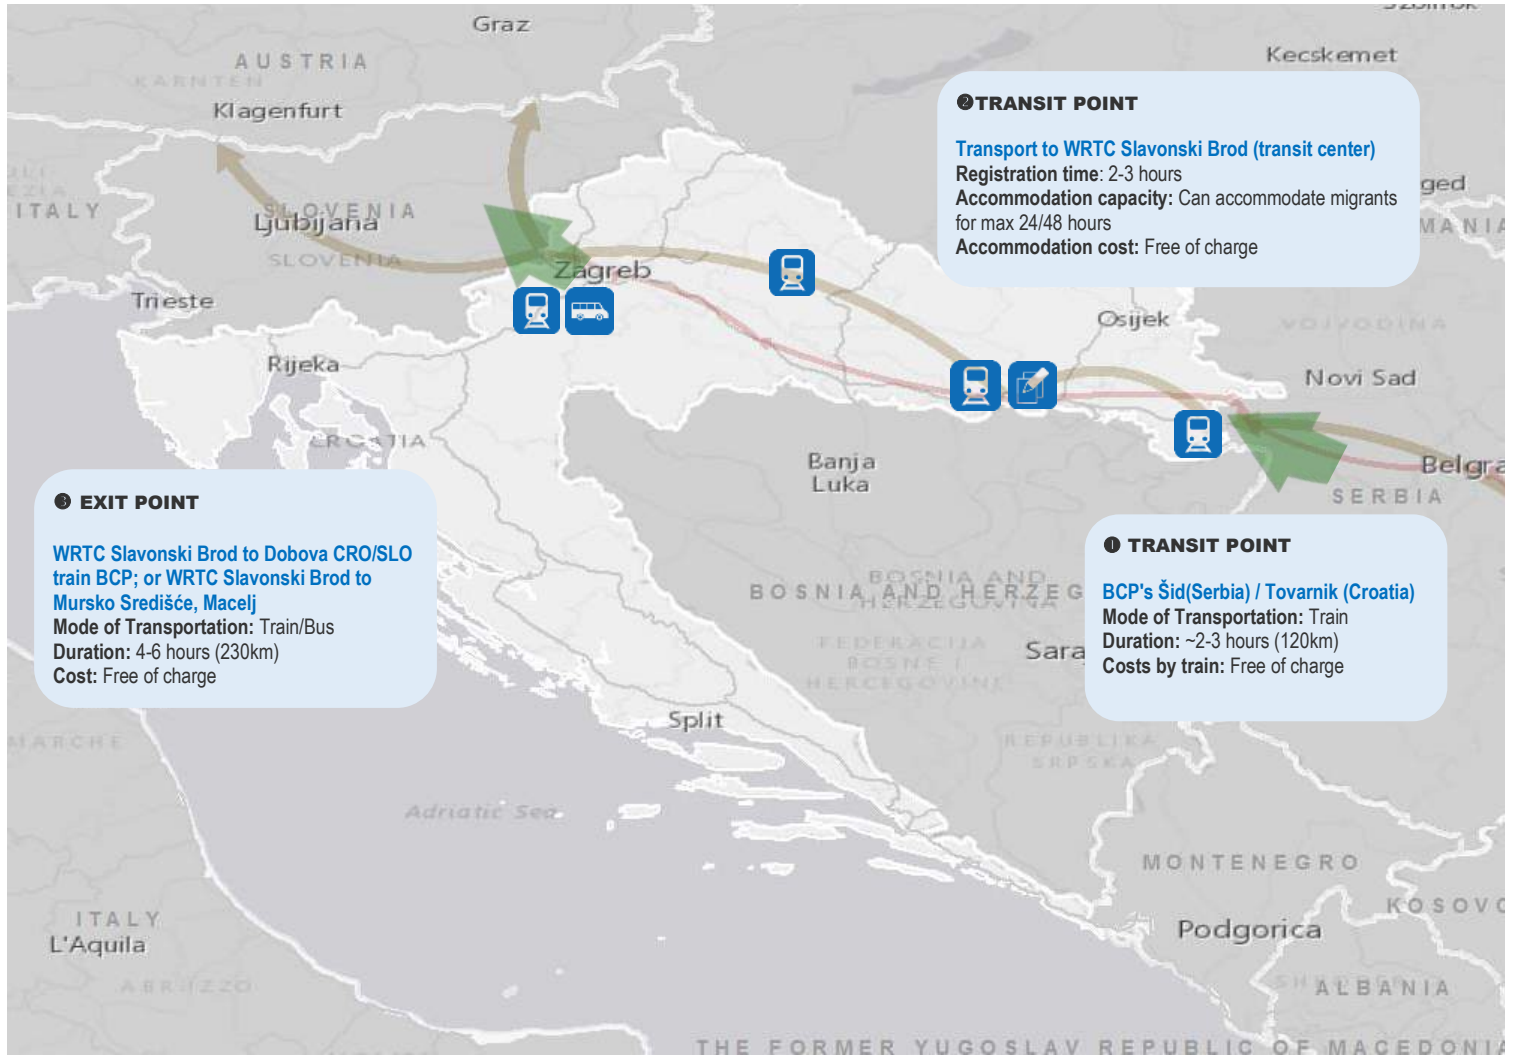 Graz
AUSTRIA
KARNTEN
Klagenfurt
Kecskemet
❷TRANSIT POINT
Transport to WRTC Slavonski Brod (transit center)
Registration time: 2-3 hours
Accommodation capacity: Can accommodate migrants
for max 24/48 hours
Accommodation cost: Free of charge
ged
MANIA
ITALY
SLOVENIA
Ljubljana
SLOVENIA
Zagreb
Trieste
Osijek
VOJVODINA
Rijeka
Novi Sad
CROATIA
Banja
Luka
Belgra
SERBIA
❸ EXIT POINT
WRTC Slavonski Brod to Dobova CRO/SLO
train BCP; or WRTC Slavonski Brod to
Mursko Središće, Macelj
Mode of Transportation: Train/Bus
Duration: 4-6 hours (230km)
Cost: Free of charge
❶ TRANSIT POINT
BCP's Šid(Serbia) / Tovarnik (Croatia)
Mode of Transportation: Train
Duration: ~2-3 hours (120km)
Costs by train: Free of charge
BOSNIA AND HERZEG
BOSNIA AND
HERZEGOVINA
FEDERACIJA
BOSNE I
HERCEGOVINE
Sara
Split
MARCHE
REPUBLIKA
SRPSKA
Adriatic Sea
MONTENEGRO
KOSOVO
ITALY
L'Aquila
Podgorica
ABRUZZO
ALBANIA
THE FORMER YUGOSLAV REPUBLIC OF MACEDONIA